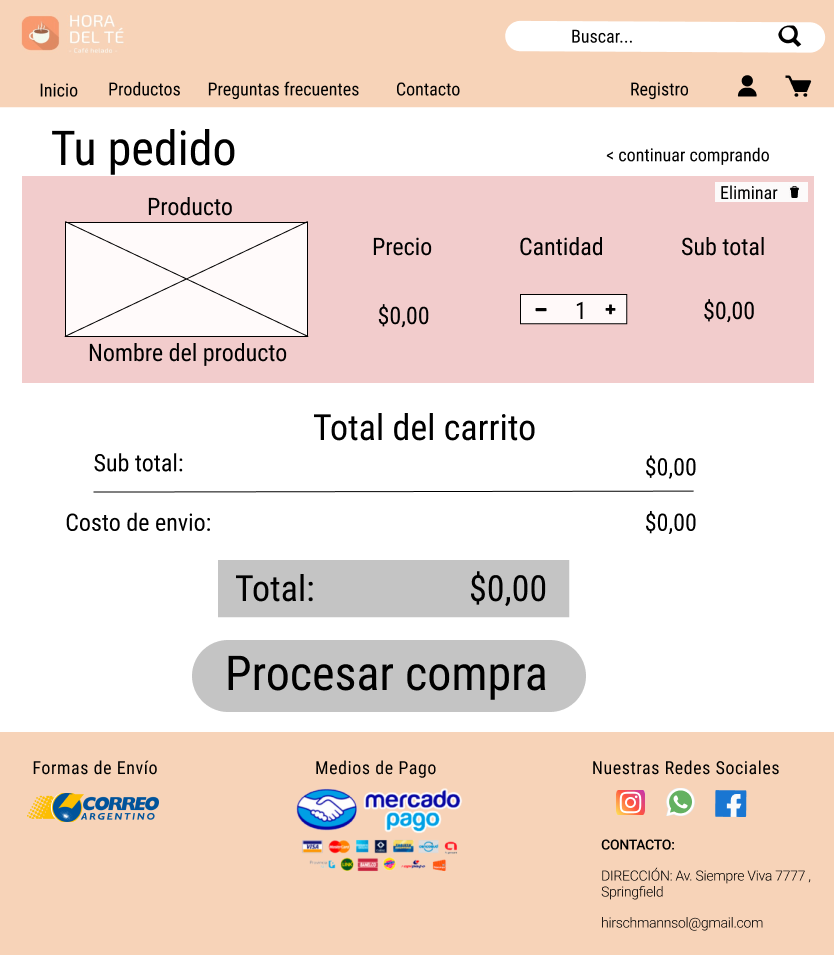 HORA
DEL TÉ
Café helado
Buscar...
Inicio Productos Preguntas frecuentes Contacto Registro
Tu pedido
< continuar comprando
Eliminar
Producto
Precio Cantidad Sub total
$0,00 - 1 + $0,00
Nombre del producto
Total del carrito
Sub total: $0,00
Costo de envio: $0,00
Total: $0,00
Procesar compra
Formas de Envío Medios de Pago Nuestras Redes Sociales
CORREO
ARGENTINO
mercado
pago
VISA
CONTACTO:
DIRECCIÓN: Av. Siempre Viva 7777 ,
Springfield
hirschmannsol@gmail.com